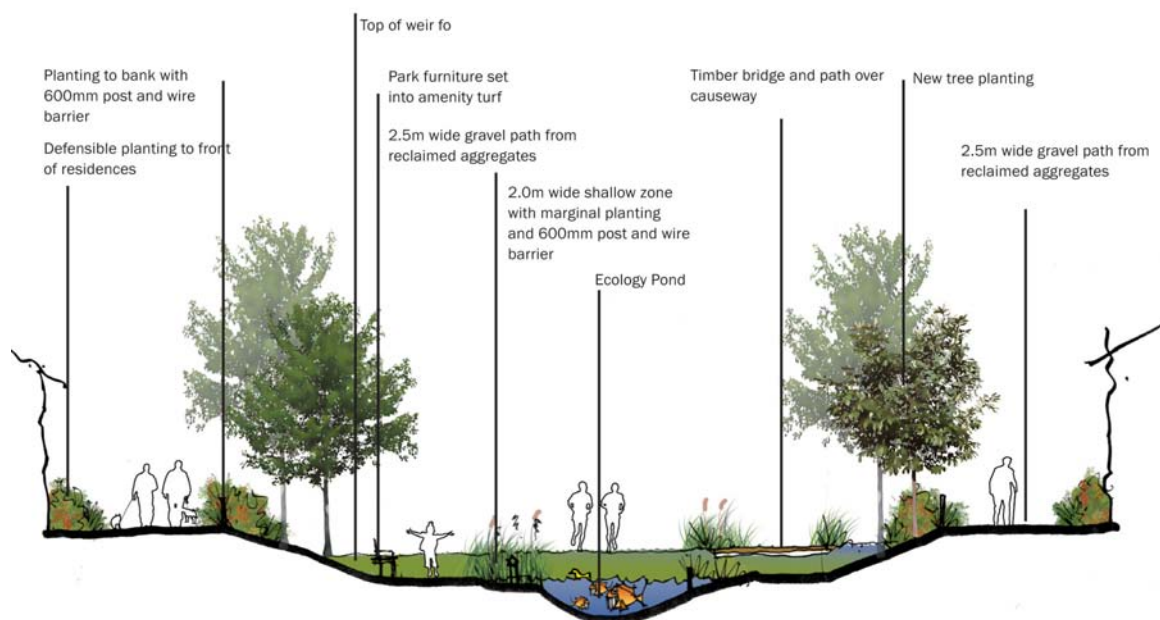 Top of weir fo
Planting to bank with
600mm post and wire
barrier
Defensible planting to front
of residences
Park furniture set
into amenity turf
2.5m wide gravel path from
reclaimed aggregates
2.0m wide shallow zone
with marginal planting
and 600mm post and wire
barrier
Ecology Pond
Timber bridge and path over
causeway
New tree planting
2.5m wide gravel path from
reclaimed aggregates